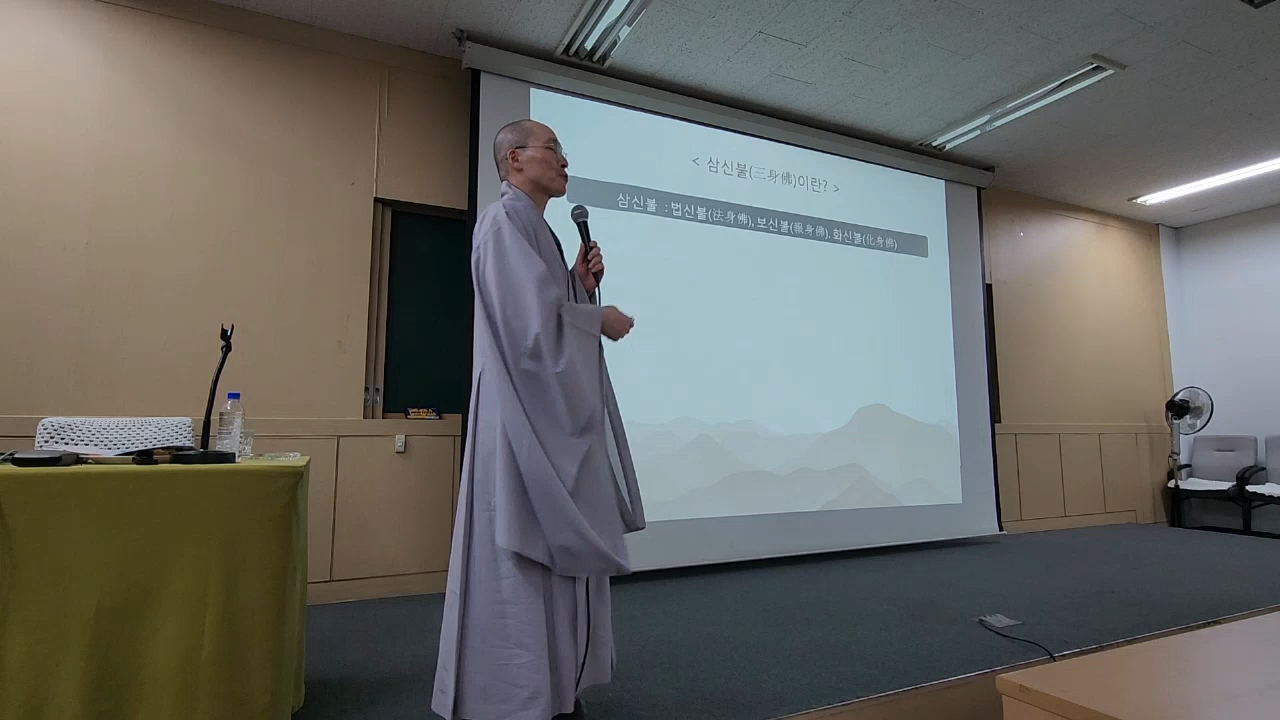 < 삼신불(三身佛)이란? >
삼신불 : 법신불(法身佛), 보신불(報身佛), 화신불(化身佛)